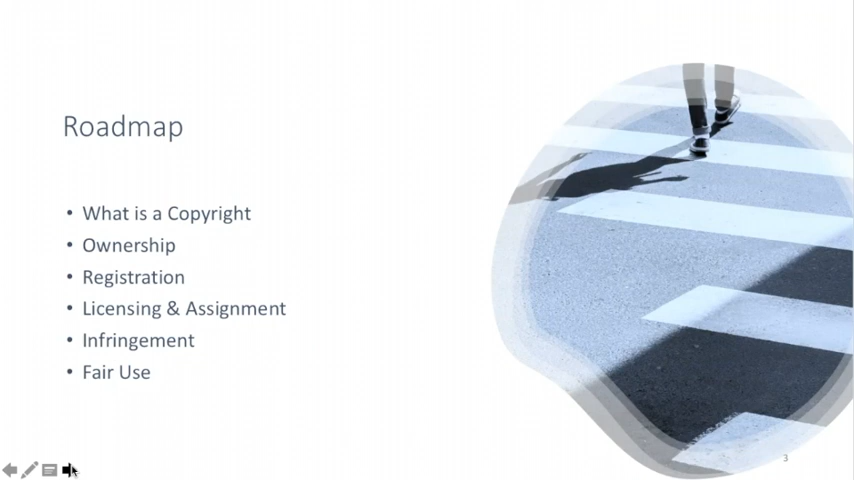 Roadmap
• What is a Copyright
• Ownership
• Registration
• Licensing & Assignment
• Infringement
• Fair Use
3